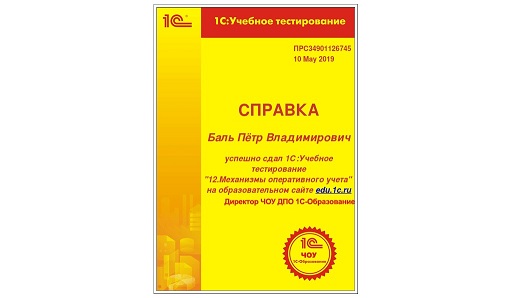 1С
1С:Учебное тестирование
ПРС34901126745
10 May 2019
СПРАВКА
Баль Пётр Владимирович
успешно сдал 1С:Учебное
тестирование
"12.Механизмы оперативного учета"
на образовательном сайте edu.1c.ru
Директор ЧОУ ДПО 1С-Образование
1С
ЧОУ
1С-Образование